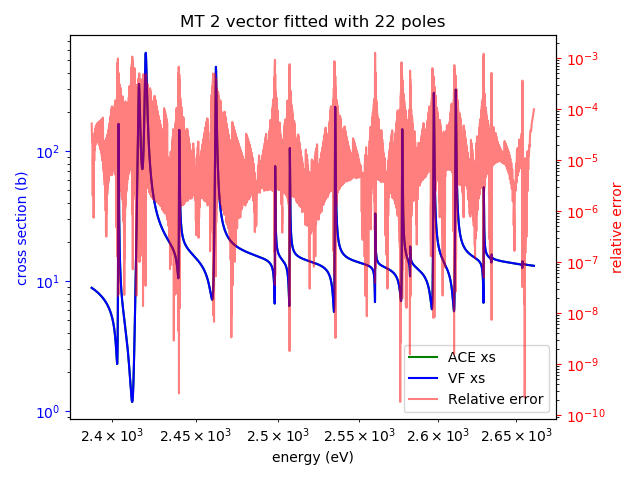 MT 2 vector fitted with 22 poles
10²
10¹
10⁰
cross section (b)
10⁻³
10⁻⁴
10⁻⁵
10⁻⁶
10⁻⁷
10⁻⁸
10⁻⁹
10⁻¹⁰
relative error
ACE xs
VF xs
Relative error
2.4 × 10³ 2.45 × 10³ 2.5 × 10³ 2.55 × 10³ 2.6 × 10³ 2.65 × 10³
energy (eV)